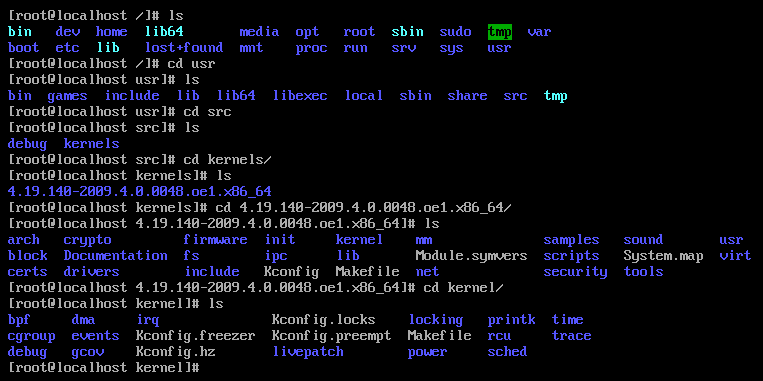 [root@localhost /]# ls
bin dev home lib64 media opt root sbin sudo tmp var
boot etc lib lost+found mnt proc run srv sys usr
[root@localhost /]# cd usr
[root@localhost usr]# ls
bin games include lib lib64 libexec local sbin share src tmp
[root@localhost usr]# cd src
[root@localhost src]# ls
debug kernels
[root@localhost src]# cd kernels/
[root@localhost kernels]# ls
4.19.140-2009.4.0.0048.oe1.x86_64
[root@localhost kernels]# cd 4.19.140-2009.4.0.0048.oe1.x86_64/
[root@localhost 4.19.140-2009.4.0.0048.oe1.x86_64]# ls
arch crypto firmware init kernel mm samples sound usr
block Documentation fs ipc lib Module.symvers scripts System.map virt
certs drivers include Kconfig Makefile net security tools
[root@localhost 4.19.140-2009.4.0.0048.oe1.x86_64]# cd kernel/
[root@localhost kernel]# ls
bpf dma irq Kconfig.locks locking printk time
cgroup events Kconfig.freezer Kconfig.preempt Makefile rcu trace
debug gcov Kconfig.hz livepatch power sched
[root@localhost kernel]#